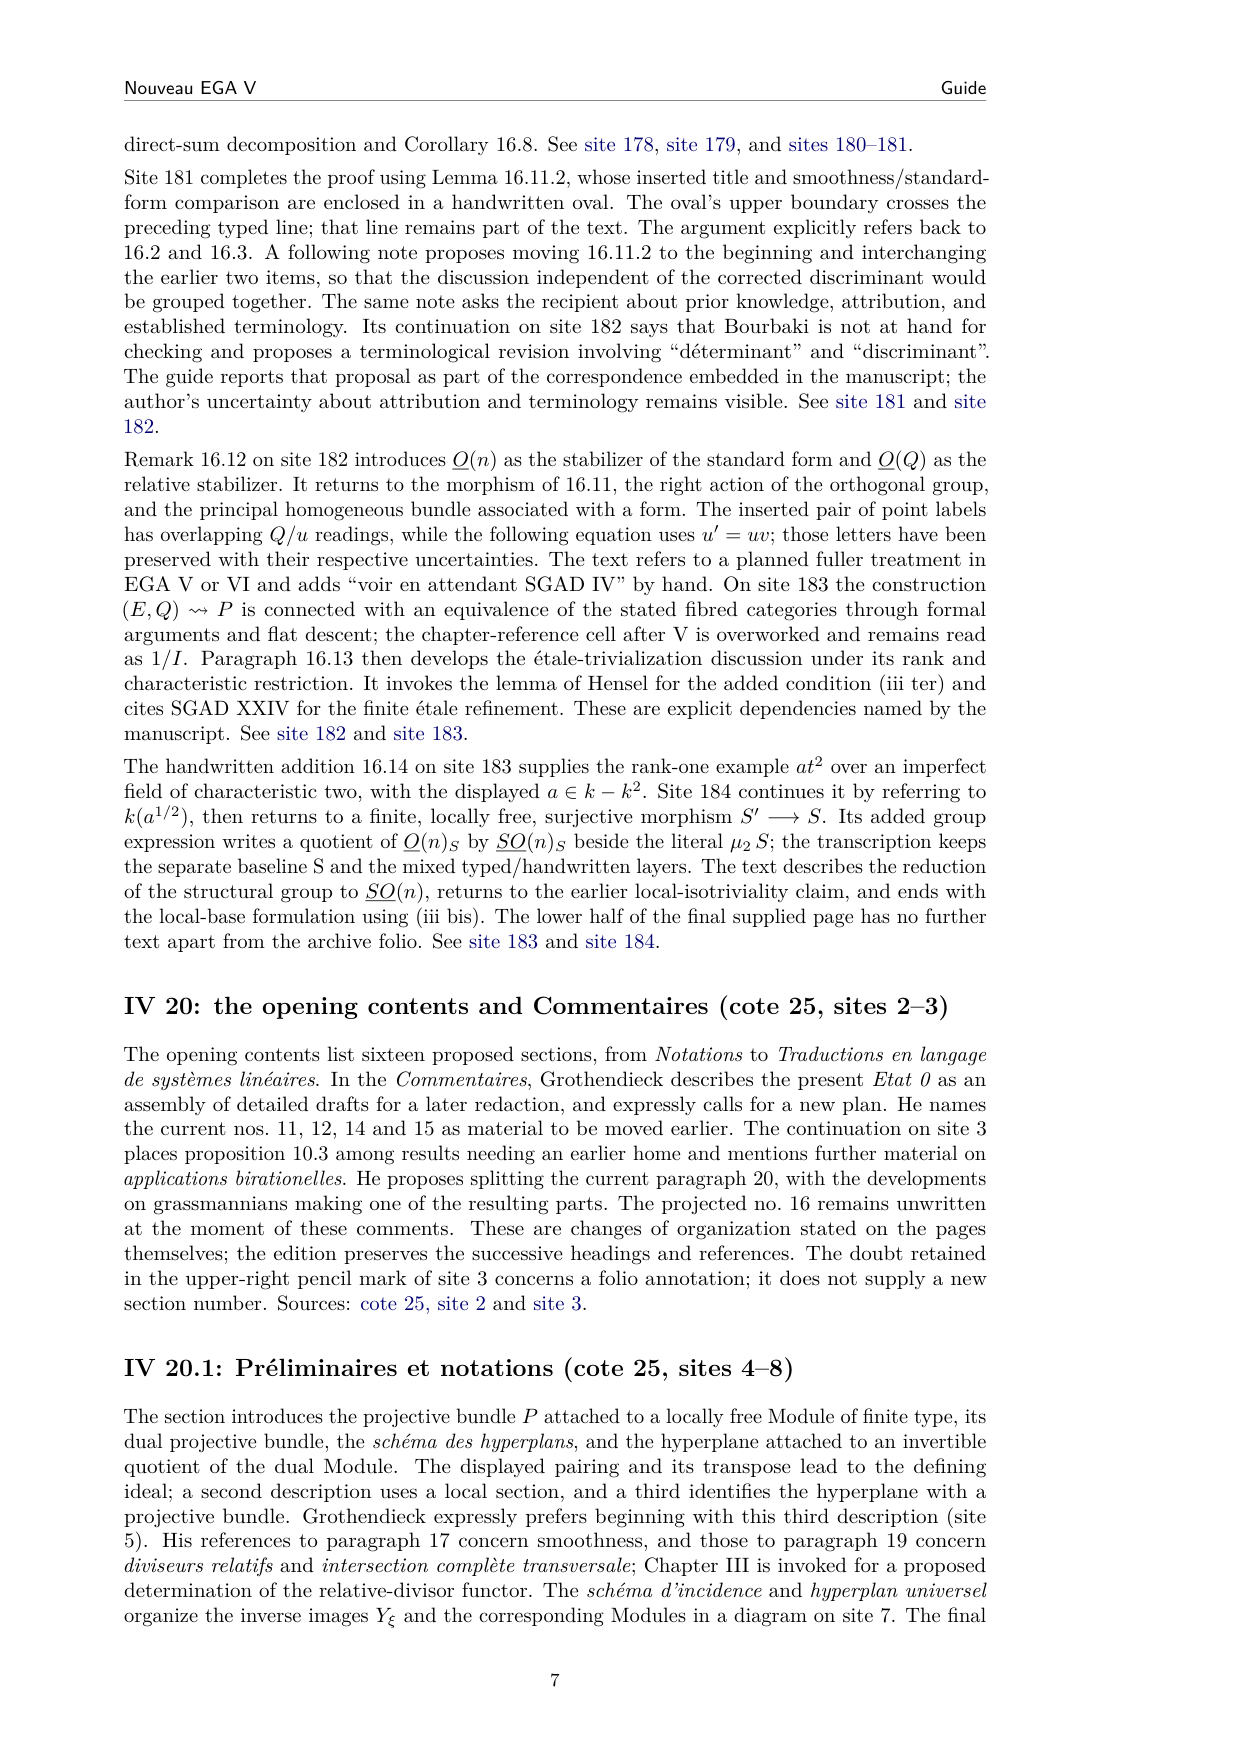 Nouveau EGA V Guide
direct-sum decomposition and Corollary 16.8. See site 178, site 179, and sites 180–181.
Site 181 completes the proof using Lemma 16.11.2, whose inserted title and smoothness/standard-
form comparison are enclosed in a handwritten oval. The oval's upper boundary crosses the
preceding typed line; that line remains part of the text. The argument explicitly refers back to
16.2 and 16.3. A following note proposes moving 16.11.2 to the beginning and interchanging
the earlier two items, so that the discussion independent of the corrected discriminant would
be grouped together. The same note asks the recipient about prior knowledge, attribution, and
established terminology. Its continuation on site 182 says that Bourbaki is not at hand for
checking and proposes a terminological revision involving “déterminant” and “discriminant”.
The guide reports that proposal as part of the correspondence embedded in the manuscript; the
author's uncertainty about attribution and terminology remains visible. See site 181 and site
182.
Remark 16.12 on site 182 introduces O(n) as the stabilizer of the standard form and O(Q) as the
relative stabilizer. It returns to the morphism of 16.11, the right action of the orthogonal group,
and the principal homogeneous bundle associated with a form. The inserted pair of point labels
has overlapping Q/u readings, while the following equation uses u′ = uv; those letters have been
preserved with their respective uncertainties. The text refers to a planned fuller treatment in
EGA V or VI and adds “voir en attendant SGAD IV” by hand. On site 183 the construction
(E, Q) ⇝ P is connected with an equivalence of the stated fibred categories through formal
arguments and flat descent; the chapter-reference cell after V is overworked and remains read
as 1/I. Paragraph 16.13 then develops the étale-trivialization discussion under its rank and
characteristic restriction. It invokes the lemma of Hensel for the added condition (iii ter) and
cites SGAD XXIV for the finite étale refinement. These are explicit dependencies named by the
manuscript. See site 182 and site 183.
The handwritten addition 16.14 on site 183 supplies the rank-one example at² over an imperfect
field of characteristic two, with the displayed a ∈ k − k². Site 184 continues it by referring to
k(a^{1/2}), then returns to a finite, locally free, surjective morphism S′ ⟶ S. Its added group
expression writes a quotient of O(n)_S by SO(n)_S beside the literal μ₂ S; the transcription keeps
the separate baseline S and the mixed typed/handwritten layers. The text describes the reduction
of the structural group to SO(n), returns to the earlier local-isotriviality claim, and ends with
the local-base formulation using (iii bis). The lower half of the final supplied page has no further
text apart from the archive folio. See site 183 and site 184.
IV 20: the opening contents and Commentaires (cote 25, sites 2–3)
The opening contents list sixteen proposed sections, from Notations to Traductions en langage
de systèmes linéaires. In the Commentaires, Grothendieck describes the present Etat 0 as an
assembly of detailed drafts for a later redaction, and expressly calls for a new plan. He names
the current nos. 11, 12, 14 and 15 as material to be moved earlier. The continuation on site 3
places proposition 10.3 among results needing an earlier home and mentions further material on
applications birationelles. He proposes splitting the current paragraph 20, with the developments
on grassmannians making one of the resulting parts. The projected no. 16 remains unwritten
at the moment of these comments. These are changes of organization stated on the pages
themselves; the edition preserves the successive headings and references. The doubt retained
in the upper-right pencil mark of site 3 concerns a folio annotation; it does not supply a new
section number. Sources: cote 25, site 2 and site 3.
IV 20.1: Préliminaires et notations (cote 25, sites 4–8)
The section introduces the projective bundle P attached to a locally free Module of finite type, its
dual projective bundle, the schéma des hyperplans, and the hyperplane attached to an invertible
quotient of the dual Module. The displayed pairing and its transpose lead to the defining
ideal; a second description uses a local section, and a third identifies the hyperplane with a
projective bundle. Grothendieck expressly prefers beginning with this third description (site
5). His references to paragraph 17 concern smoothness, and those to paragraph 19 concern
diviseurs relatifs and intersection complète transversale; Chapter III is invoked for a proposed
determination of the relative-divisor functor. The schéma d'incidence and hyperplan universel
organize the inverse images Y_ξ and the corresponding Modules in a diagram on site 7. The final
7